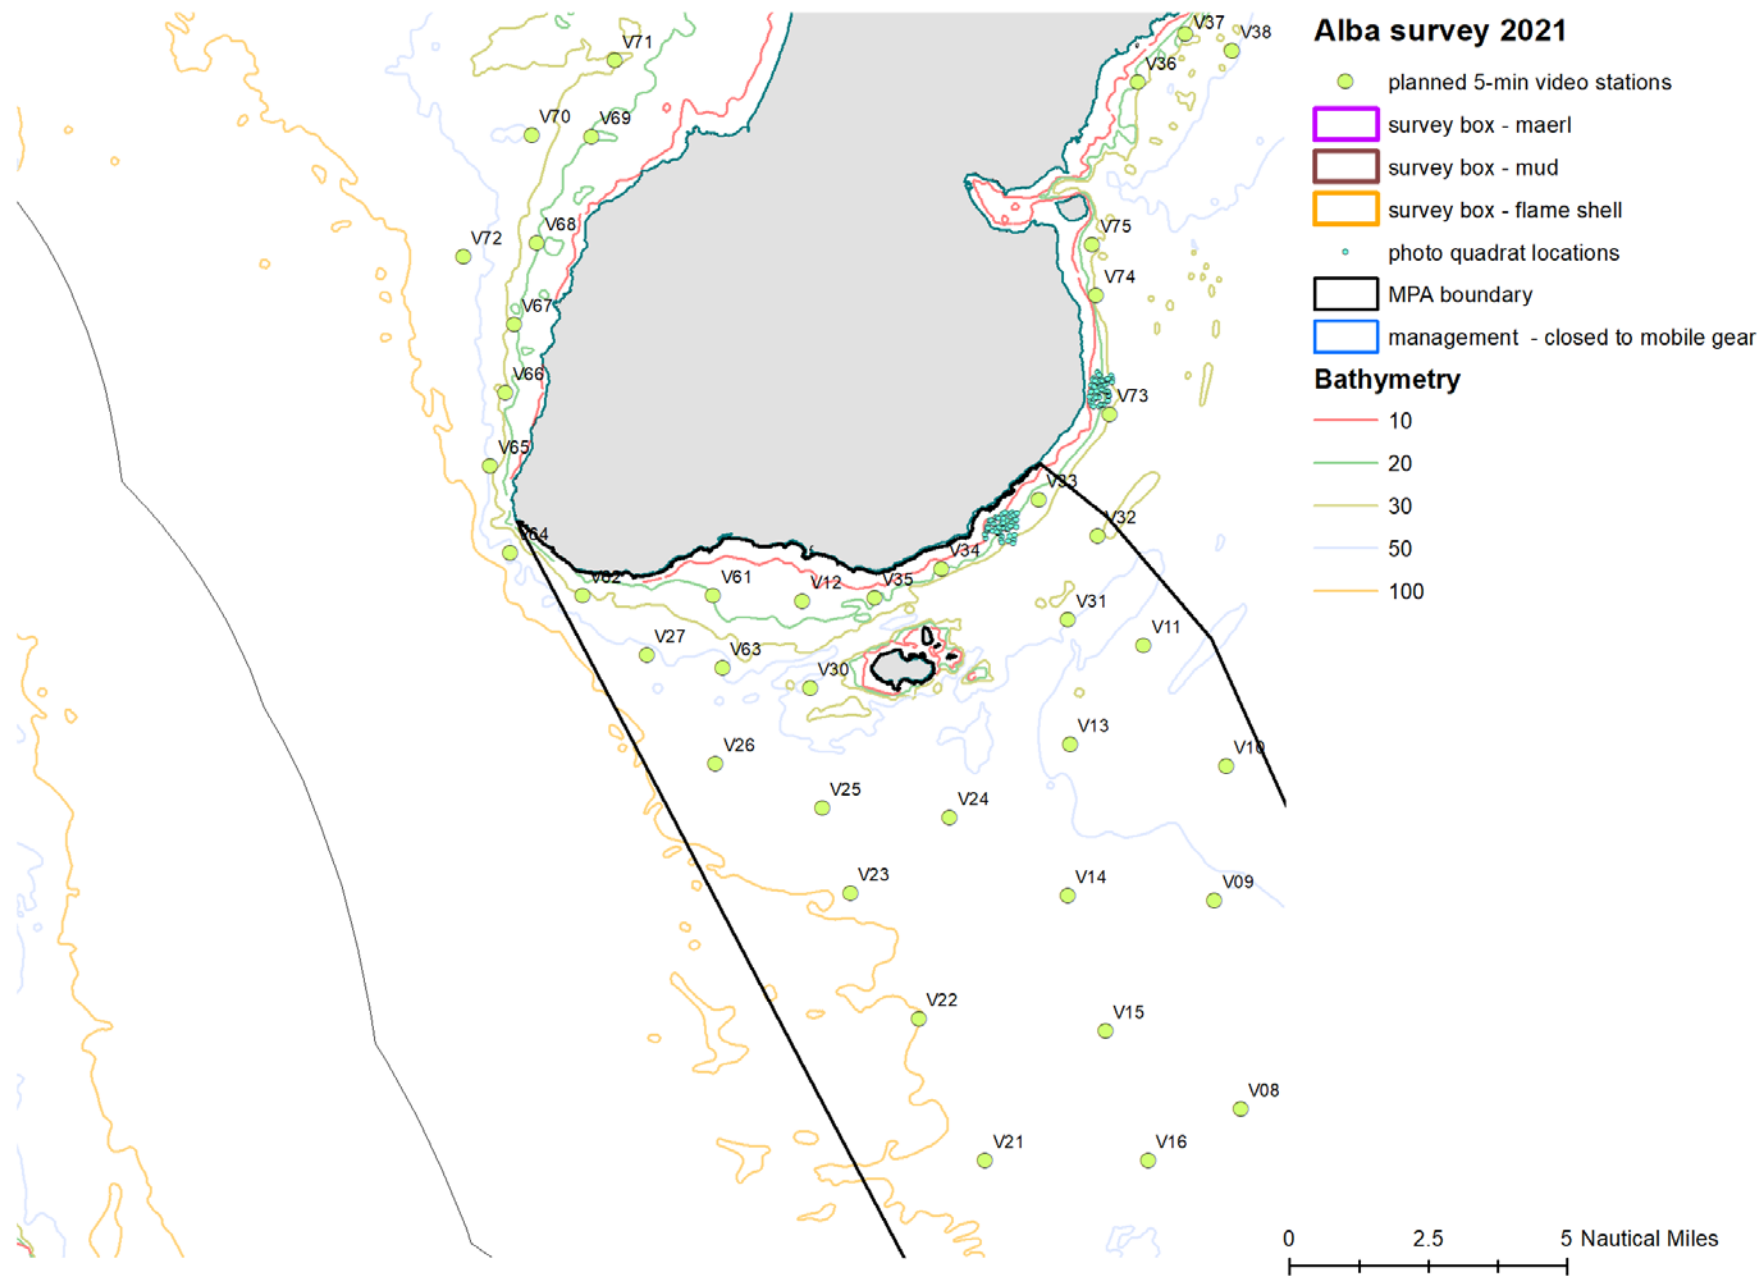 Alba survey 2021
planned 5-min video stations
survey box - maerl
survey box - mud
survey box - flame shell
photo quadrat locations
MPA boundary
management - closed to mobile gear
Bathymetry
10
20
30
50
100
V37
V38
V71
V36
V70
V69
V68
V75
V72
V74
V67
V66
V73
V65
V33
V32
V64
V34
V62
V61
V12
V35
V31
V11
V27
V63
V30
V13
V26
V10
V25
V24
V23
V14
V09
V22
V15
V08
V21
V16
0 2.5 5 Nautical Miles